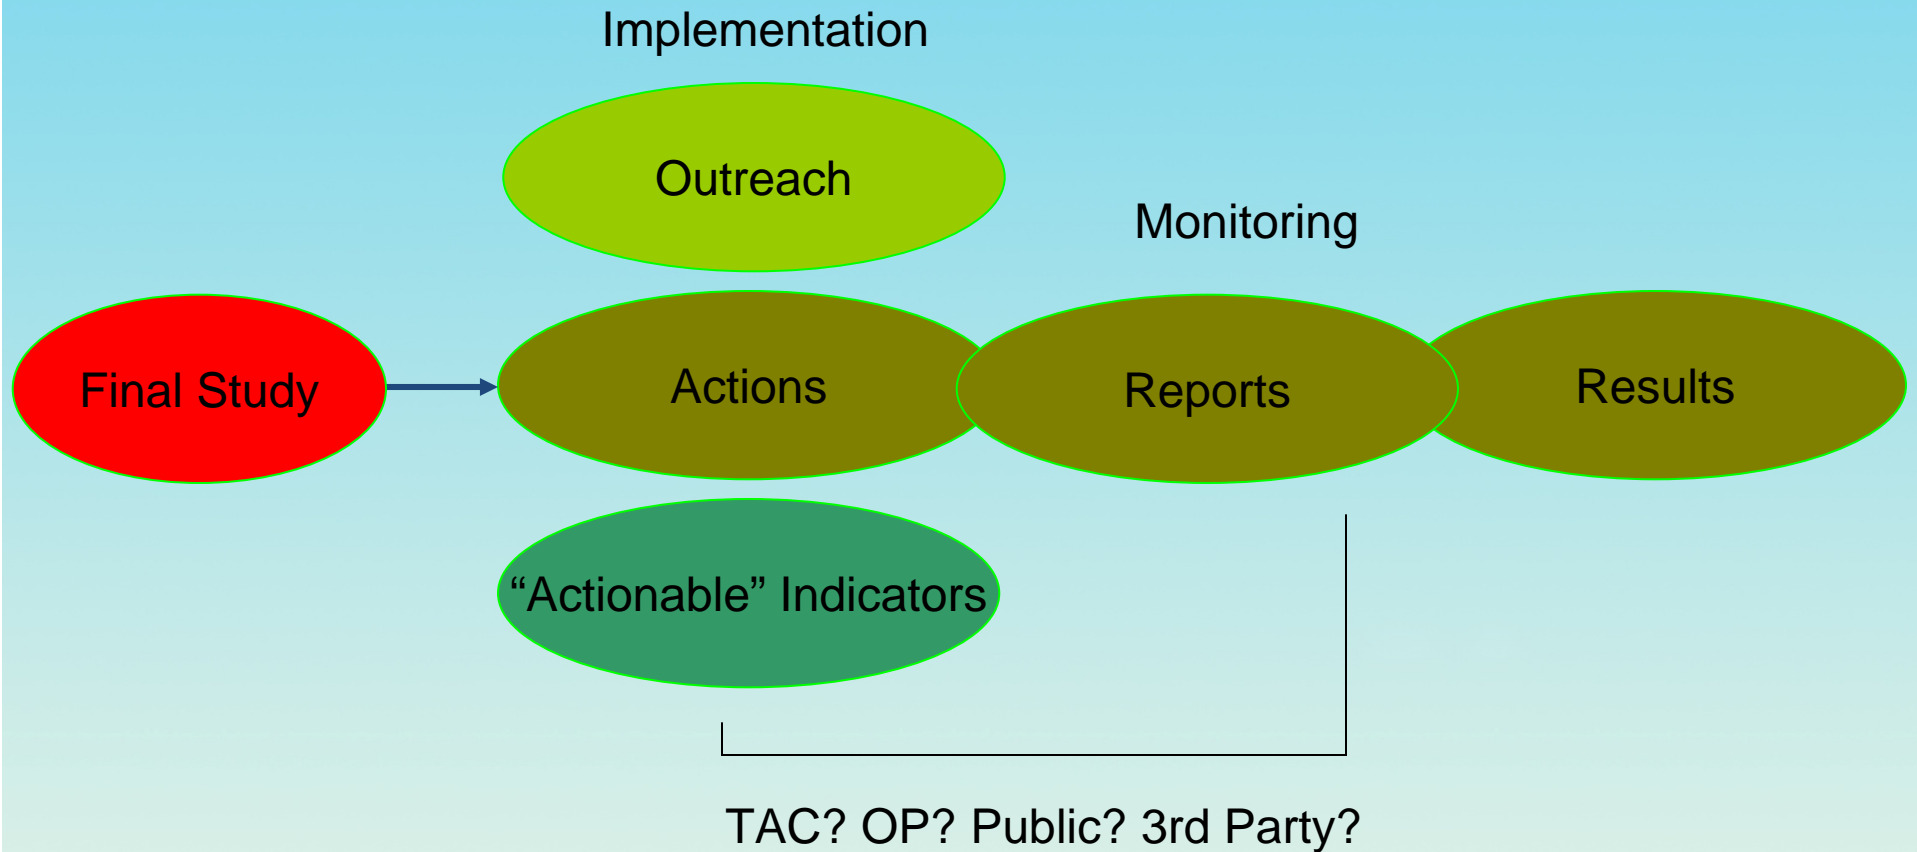 Implementation
Outreach
Monitoring
Final Study
Actions
Reports
Results
“Actionable” Indicators
TAC? OP? Public? 3rd Party?